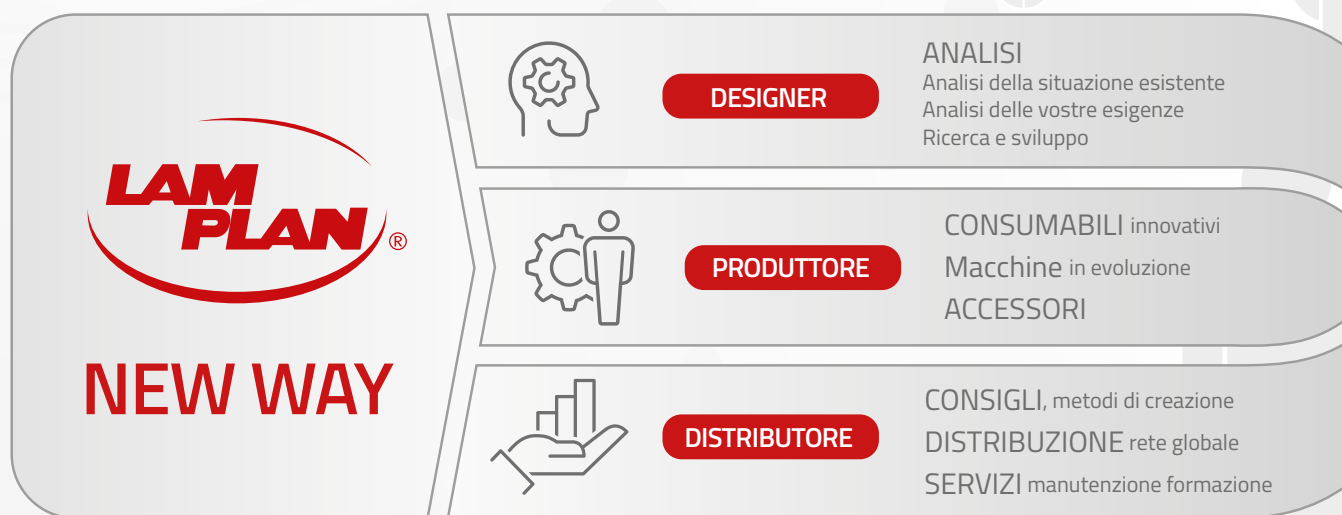 LAM
PLAN®
NEW WAY
DESIGNER
ANALISI
Analisi della situazione esistente
Analisi delle vostre esigenze
Ricerca e sviluppo
PRODUTTORE
CONSUMABILI innovativi
Macchine in evoluzione
ACCESSORI
DISTRIBUTORE
CONSIGLI, metodi di creazione
DISTRIBUZIONE rete globale
SERVIZI manutenzione formazione